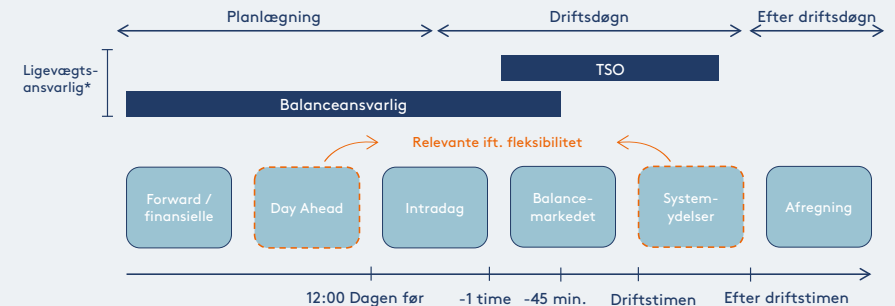 Planlægning
Driftsdøgn
Efter driftsdøgn
Ligevægts-
ansvarlig*
TSO
Balanceansvarlig
Relevante ift. fleksibilitet
Forward /
finansielle
Day Ahead
Intradag
Balance-
markedet
System-
ydelser
Afregning
12:00 Dagen før
-1 time
-45 min.
Driftstimen
Efter driftstimen